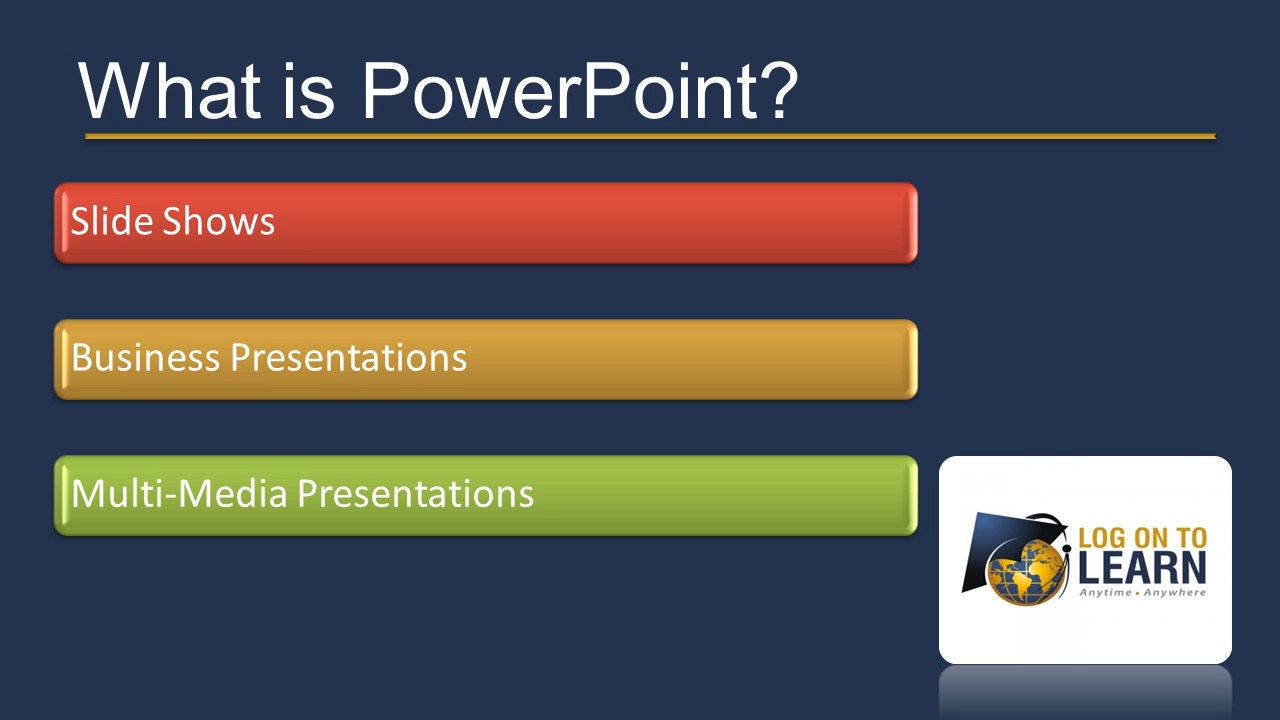 What is PowerPoint?
Slide Shows
Business Presentations
Multi-Media Presentations
LOG ON TO
LEARN
Anytime • Anywhere